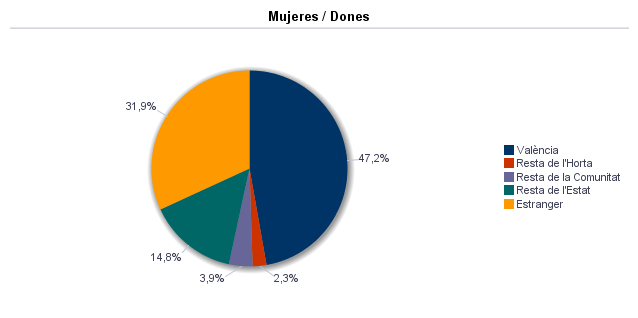 Mujeres / Dones
31,9%
47,2%
14,8%
3,9%
2,3%
València
Resta de l'Horta
Resta de la Comunitat
Resta de l'Estat
Estranger